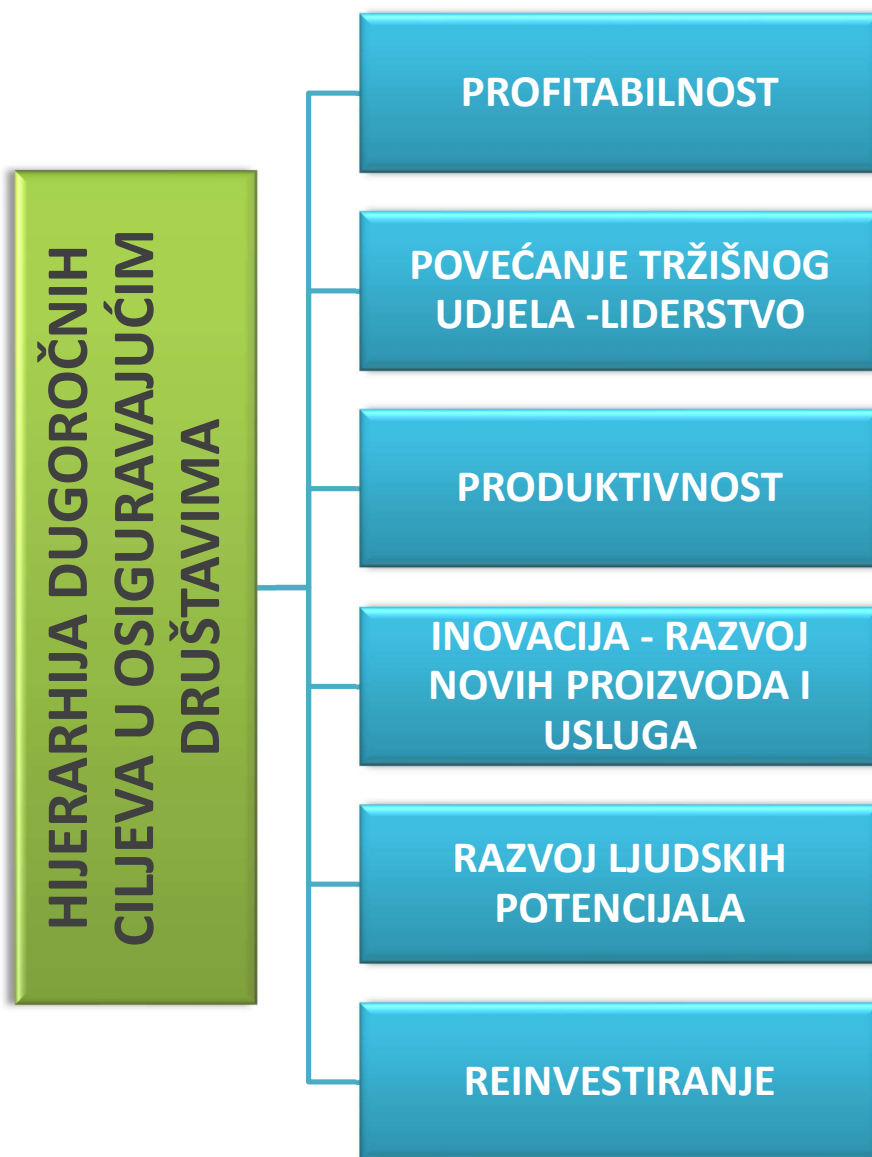 HIJERARHIJA DUGOROČNIH
CILJEVA U OSIGURAVAJUĆIM
DRUŠTAVIMA
PROFITABILNOST
POVEĆANJE TRŽIŠNOG
UDJELA -LIDERSTVO
PRODUKTIVNOST
INOVACIJA - RAZVOJ
NOVIH PROIZVODA I
USLUGA
RAZVOJ LJUDSKIH
POTENCIJALA
REINVESTIRANJE